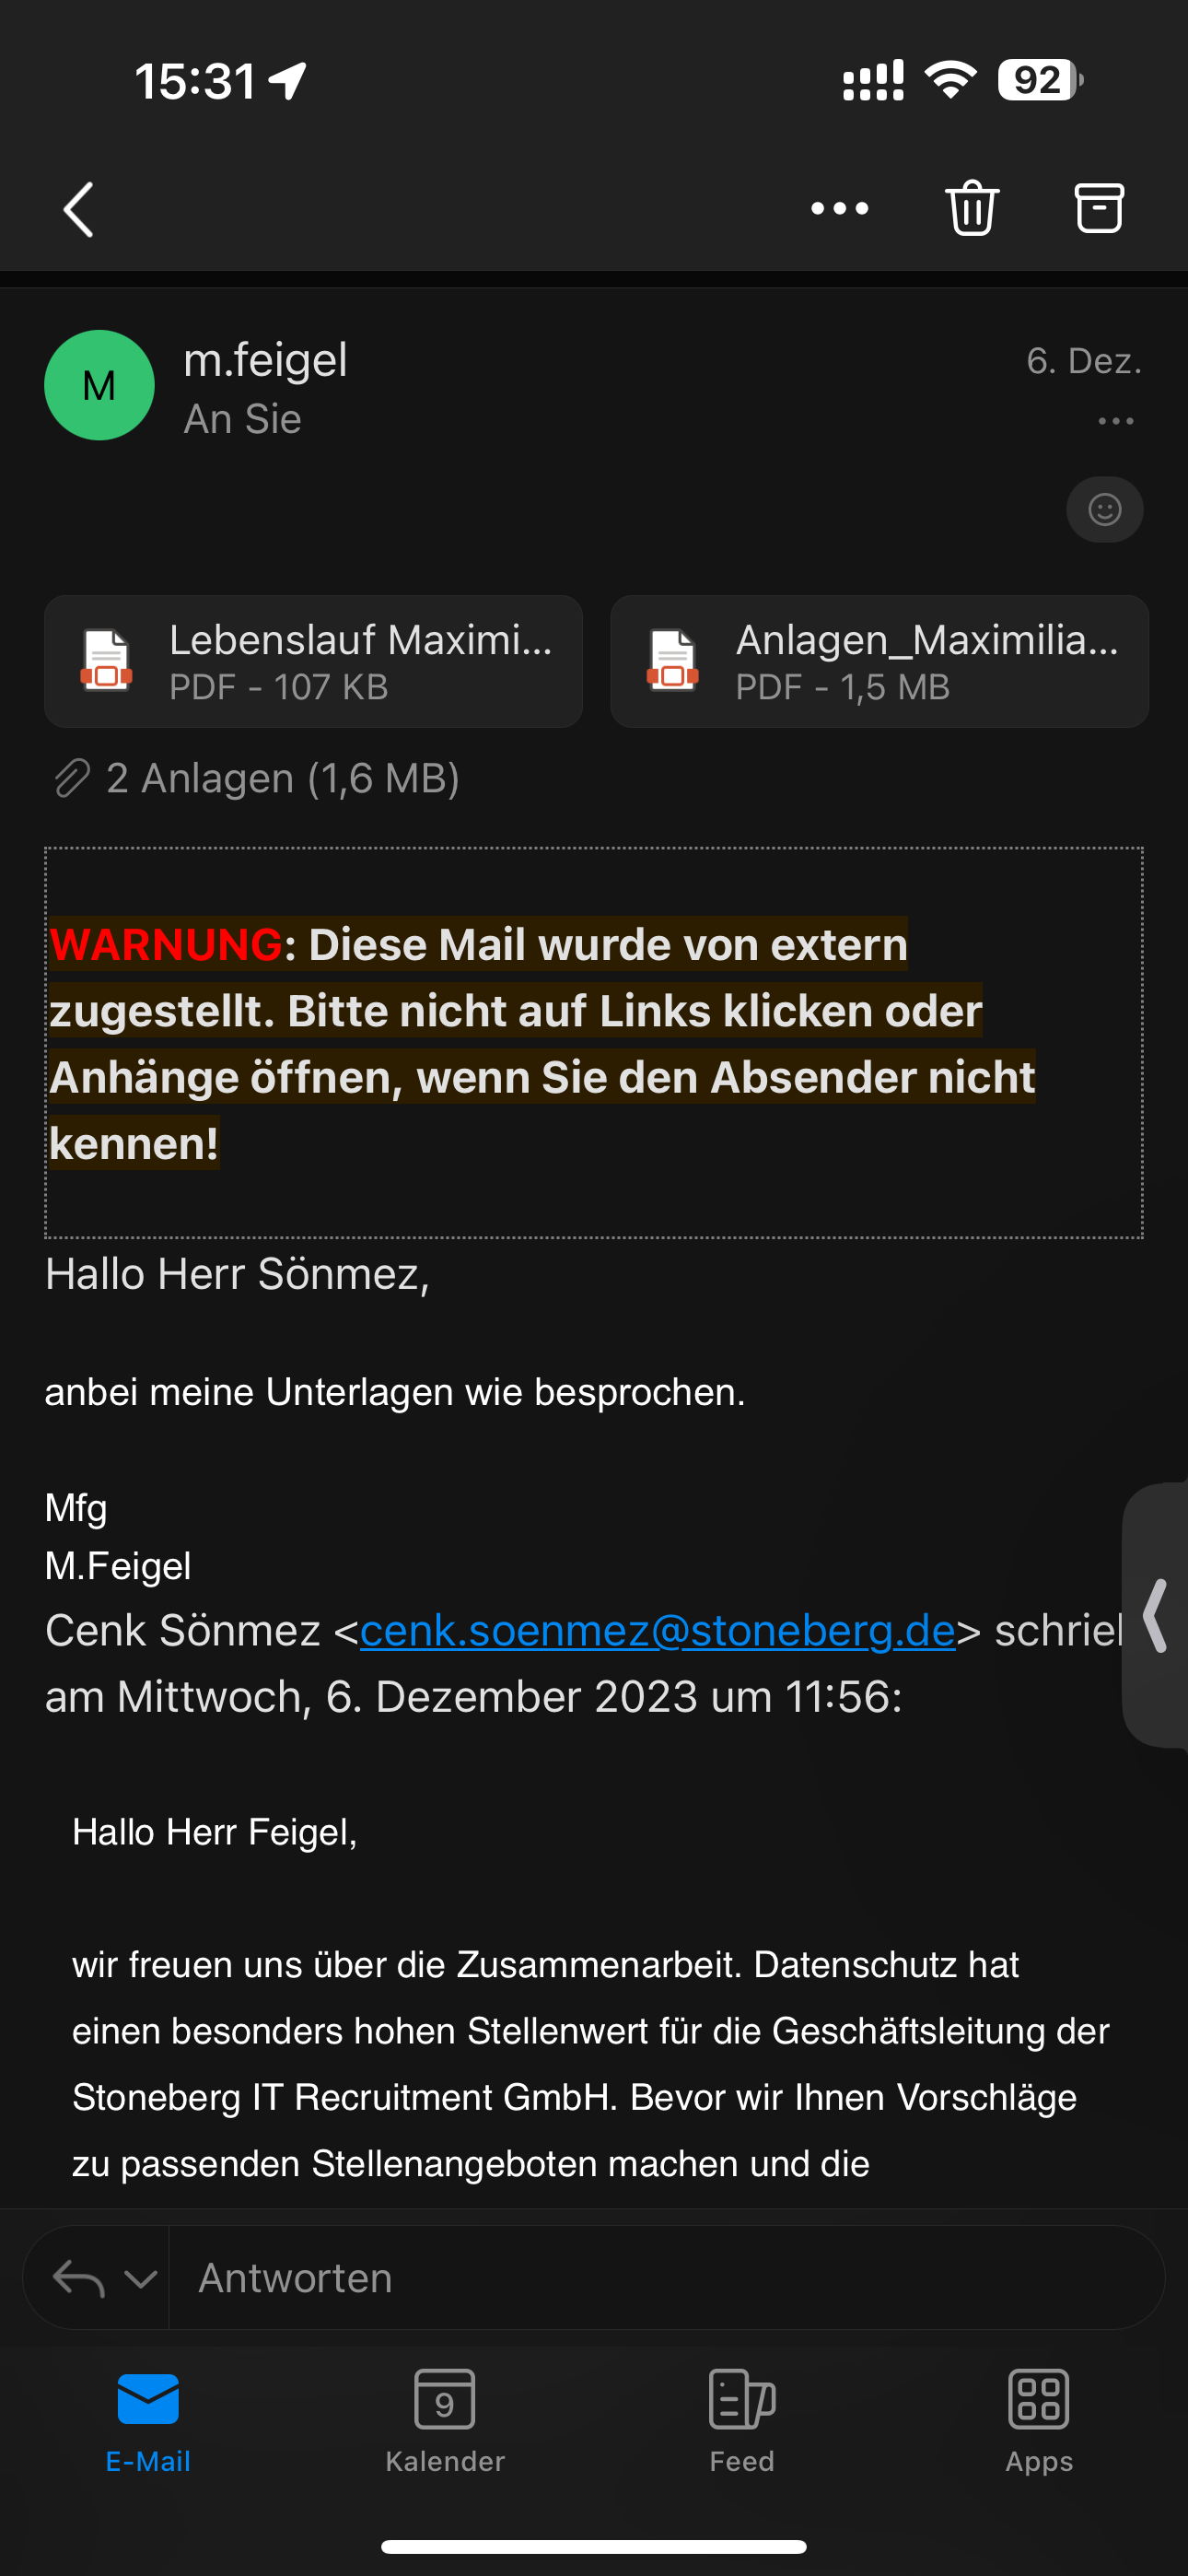 15:31
92
M
m.feigel
6. Dez.
An Sie
Lebenslauf Maximi...
PDF - 107 KB
Anlagen_Maximilia...
PDF - 1,5 MB
2 Anlagen (1,6 MB)
WARNUNG: Diese Mail wurde von extern
zugestellt. Bitte nicht auf Links klicken oder
Anhänge öffnen, wenn Sie den Absender nicht
kennen!
Hallo Herr Sönmez,
anbei meine Unterlagen wie besprochen.
Mfg
M.Feigel
Cenk Sönmez <cenk.soenmez@stoneberg.de>
am Mittwoch, 6. Dezember 2023 um 11:56:
Hallo Herr Feigel,
wir freuen uns über die Zusammenarbeit. Datenschutz hat
einen besonders hohen Stellenwert für die Geschäftsleitung der
Stoneberg IT Recruitment GmbH. Bevor wir Ihnen Vorschläge
zu passenden Stellenangeboten machen und die
Antworten
9
E-Mail
Kalender
Feed
Apps